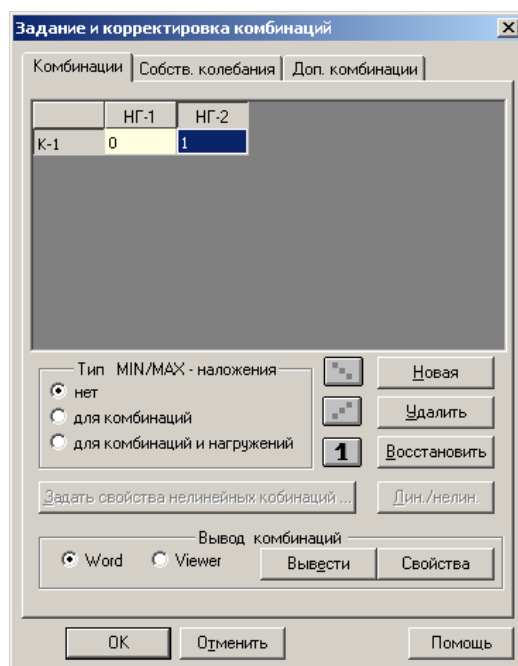 Задание и корректировка комбинаций
Комбинации Собств. колебания Доп. комбинации
НГ-1 НГ-2
К-1 0 1
Тип MIN/MAX - наложения
нет
для комбинаций
для комбинаций и нагружений
1
Новая
Удалить
Восстановить
Задать свойства нелинейных кобинаций ... Лин./нелин.
Вывод комбинаций
Word Viewer Вывести Свойства
OK Отменить Помощь